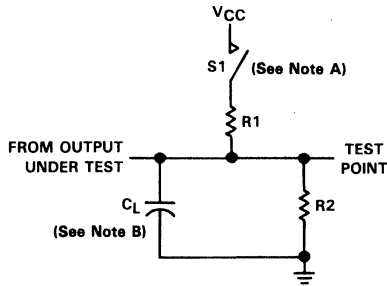 VCC
S1 (See Note A)
R1
FROM OUTPUT
UNDER TEST
TEST
POINT
CL
(See Note B)
R2